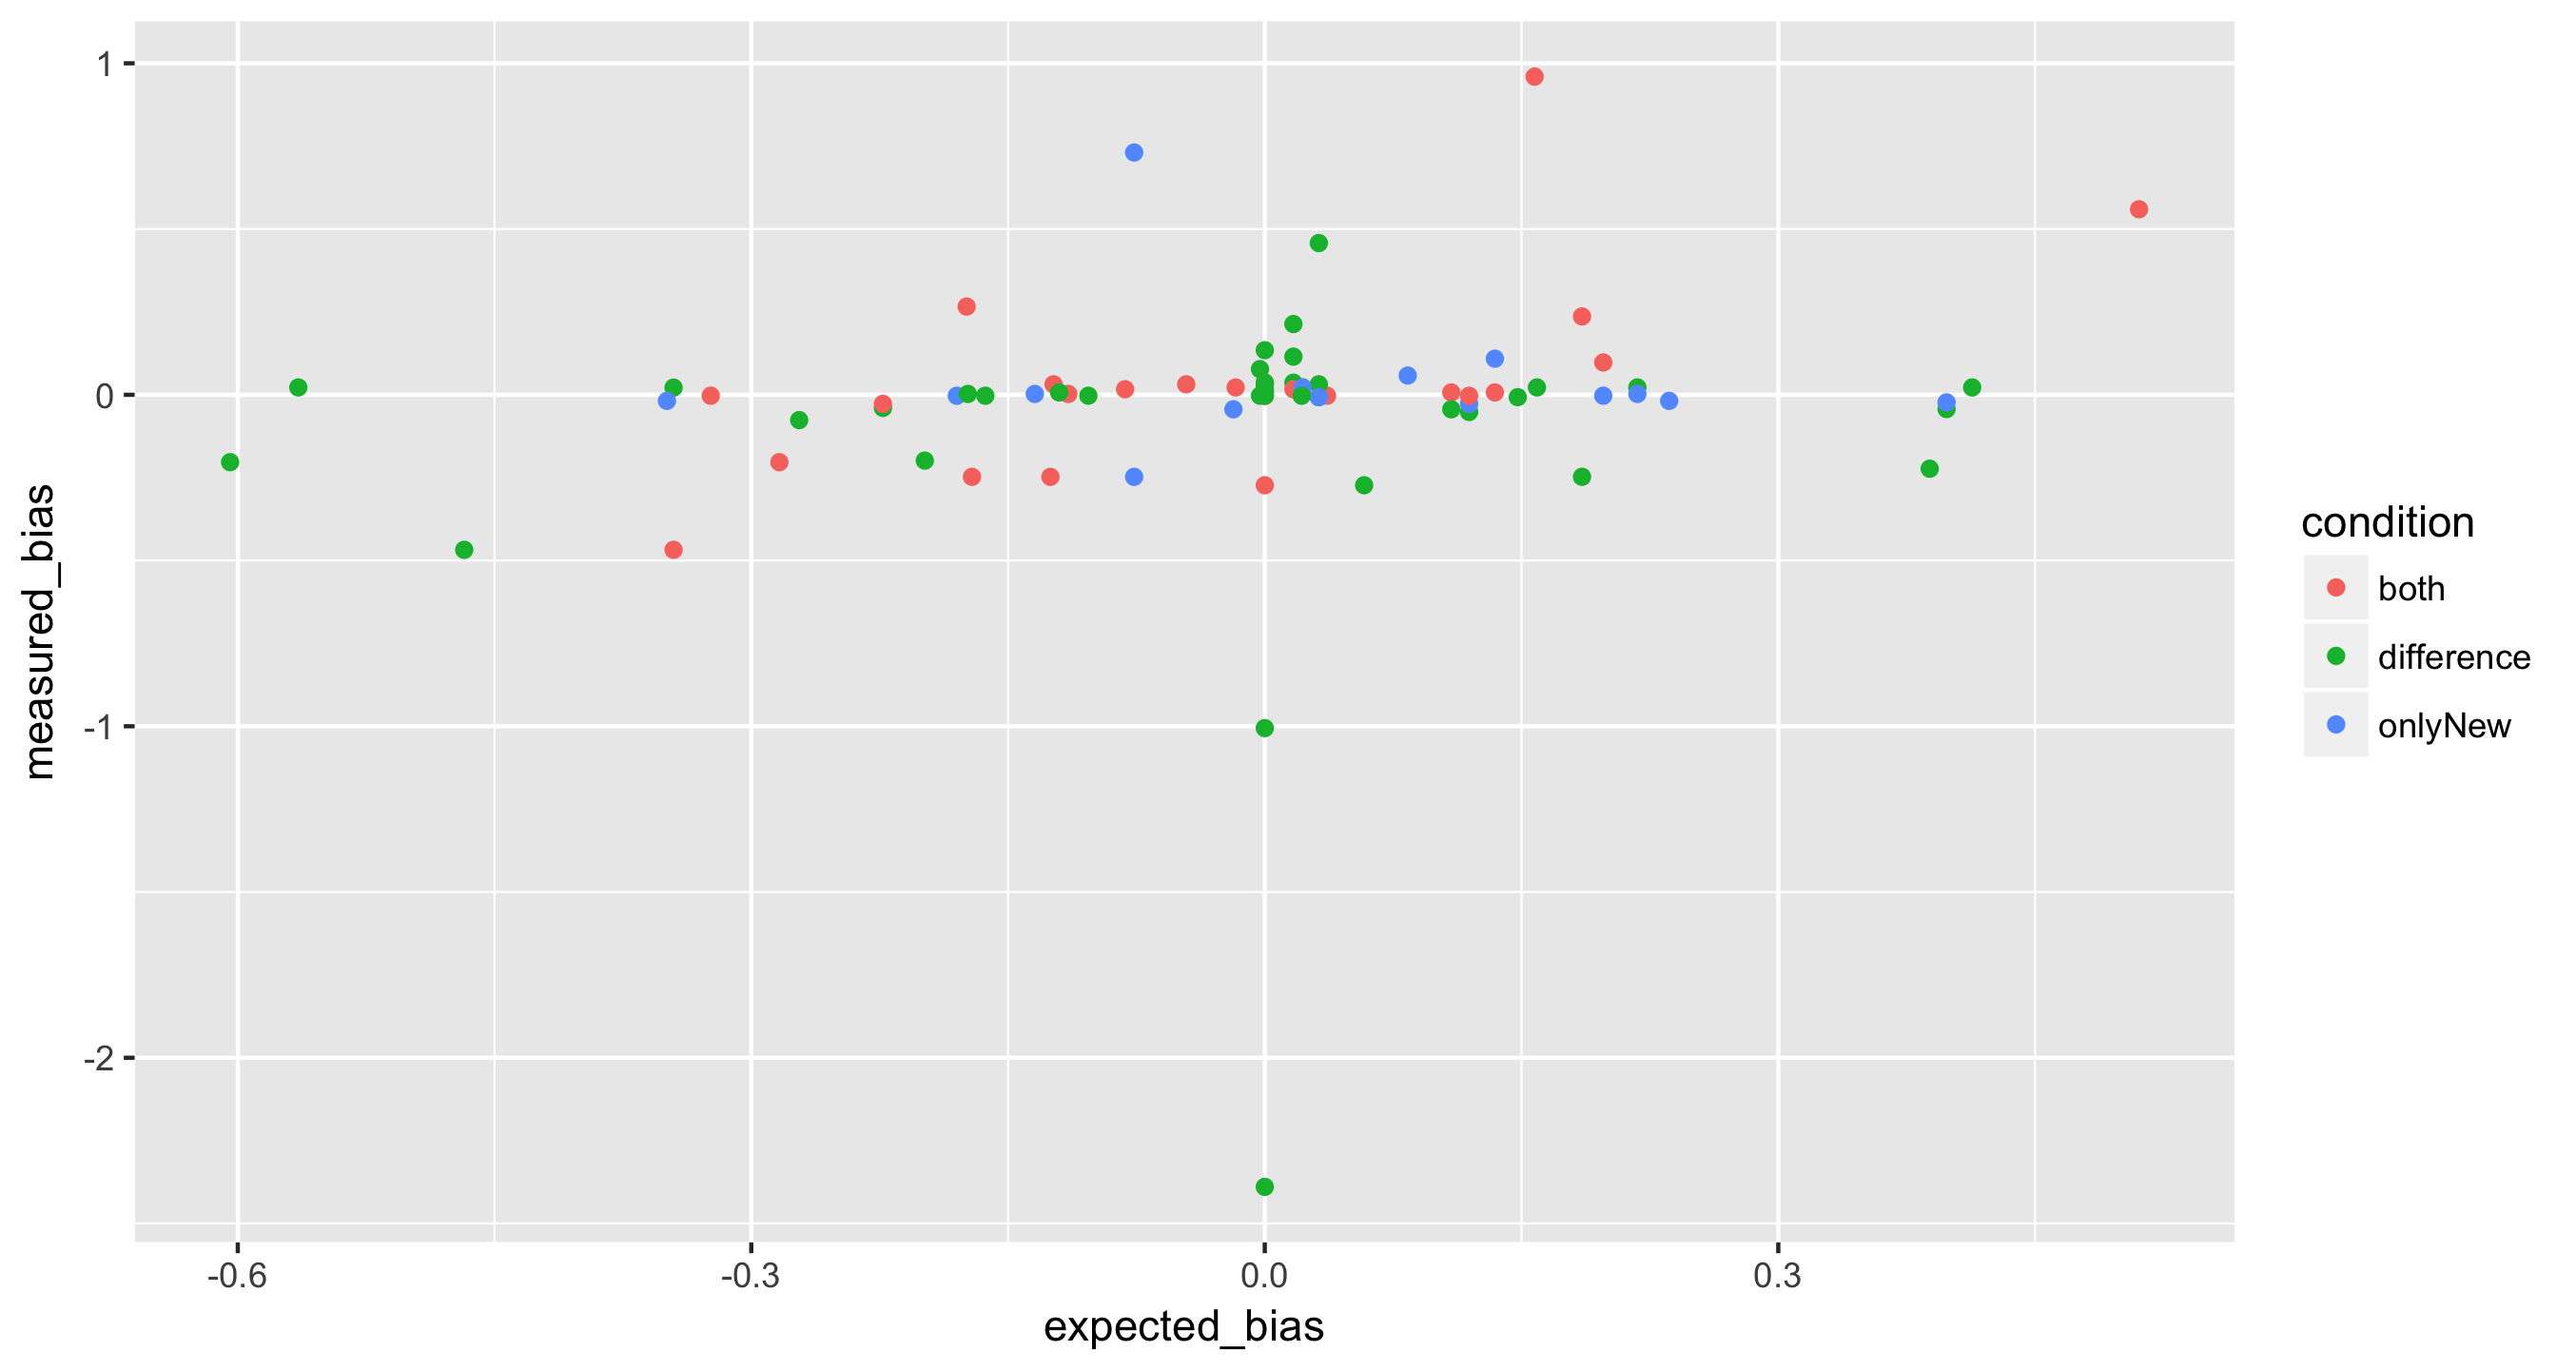 1
0
-1
-2
measured_bias
-0.6
-0.3
0.0
0.3
expected_bias
condition
both
difference
onlyNew